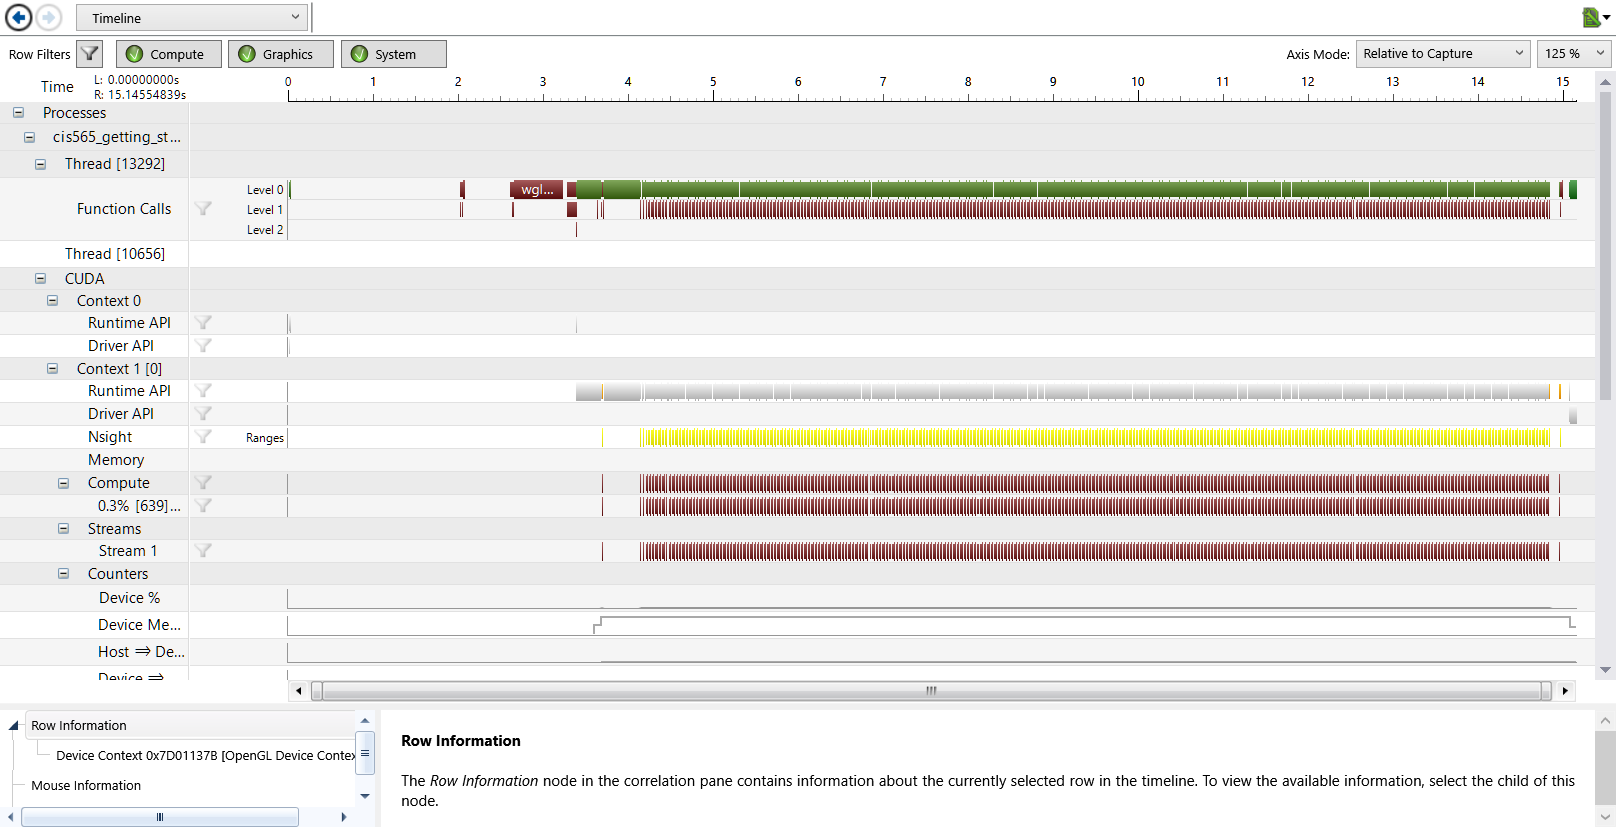 Timeline
Row Filters Compute Graphics System Axis Mode: Relative to Capture 125 %
Time L: 0.00000000s 0 1 2 3 4 5 6 7 8 9 10 11 12 13 14 15
R: 15.14554839s
Processes
cis565_getting_st...
Thread [13292]
Level 0 wgl...
Function Calls Level 1
Level 2
Thread [10656]
CUDA
Context 0
Runtime API
Driver API
Context 1 [0]
Runtime API
Driver API
Nsight Ranges
Memory
Compute
0.3% [639]...
Streams
Stream 1
Counters
Device %
Device Me...
Host ⇒ De...
Device ⇒
Row Information
Device Context 0x7D01137B [OpenGL Device Contex
Mouse Information
Row Information
The Row Information node in the correlation pane contains information about the currently selected row in the timeline. To view the available information, select the child of this
node.